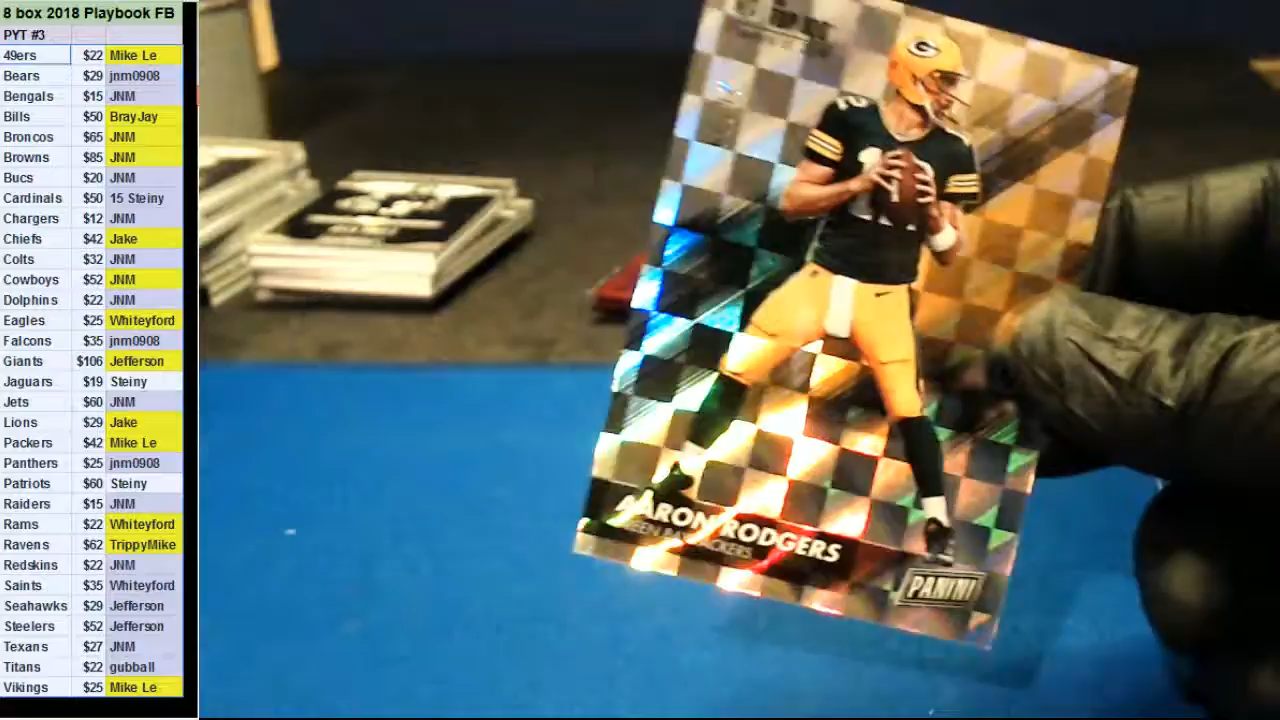 8 box 2018 Playbook FB
PYT #3
49ers $22 Mike Le
Bears $29 jnm0908
Bengals $15 JNM
Bills $50 BrayJay
Broncos $65 JNM
Browns $85 JNM
Bucs $20 JNM
Cardinals $50 15 Steiny
Chargers $12 JNM
Chiefs $42 Jake
Colts $32 JNM
Cowboys $52 JNM
Dolphins $22 JNM
Eagles $25 Whiteyford
Falcons $35 jnm0908
Giants $106 Jefferson
Jaguars $19 Steiny
Jets $60 JNM
Lions $29 Jake
Packers $42 Mike Le
Panthers $25 jnm0908
Patriots $60 Steiny
Raiders $15 JNM
Rams $22 Whiteyford
Ravens $62 TrippyMike
Redskins $22 JNM
Saints $35 Whiteyford
Seahawks $29 Jefferson
Steelers $52 Jefferson
Texans $27 JNM
Titans $22 gubball
Vikings $25 Mike Le
G
12
AARON RODGERS
GREEN BAY PACKERS
PANINI